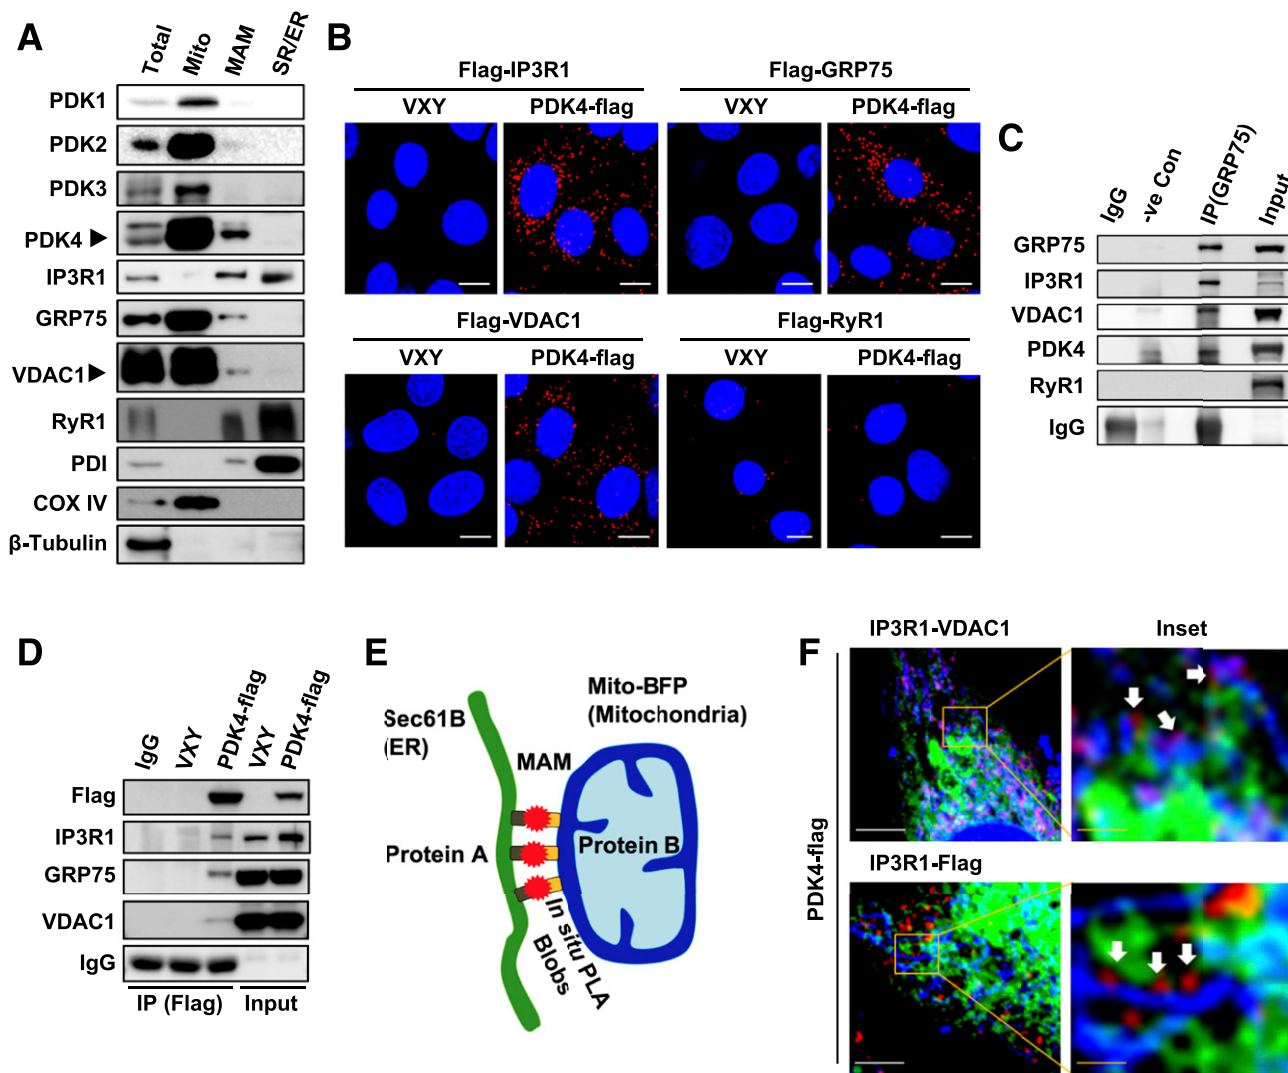 A
Total
Mito
MAM
SR/ER
PDK1
PDK2
PDK3
PDK4
IP3R1
GRP75
VDAC1
RyR1
PDI
COX IV
β-Tubulin
B
Flag-IP3R1
Flag-GRP75
VXY
PDK4-flag
VXY
PDK4-flag
Flag-VDAC1
Flag-RyR1
VXY
PDK4-flag
VXY
PDK4-flag
C
IgG
-ve Con
IP(GRP75)
Input
GRP75
IP3R1
VDAC1
PDK4
RyR1
IgG
D
IgG
VXY
PDK4-flag
VXY
PDK4-flag
Flag
IP3R1
GRP75
VDAC1
IgG
IP (Flag)
Input
E
Sec61B
(ER)
Mito-BFP
(Mitochondria)
MAM
Protein A
Protein B
In situ PLA
Blobs
F
IP3R1-VDAC1
Inset
PDK4-flag
IP3R1-Flag